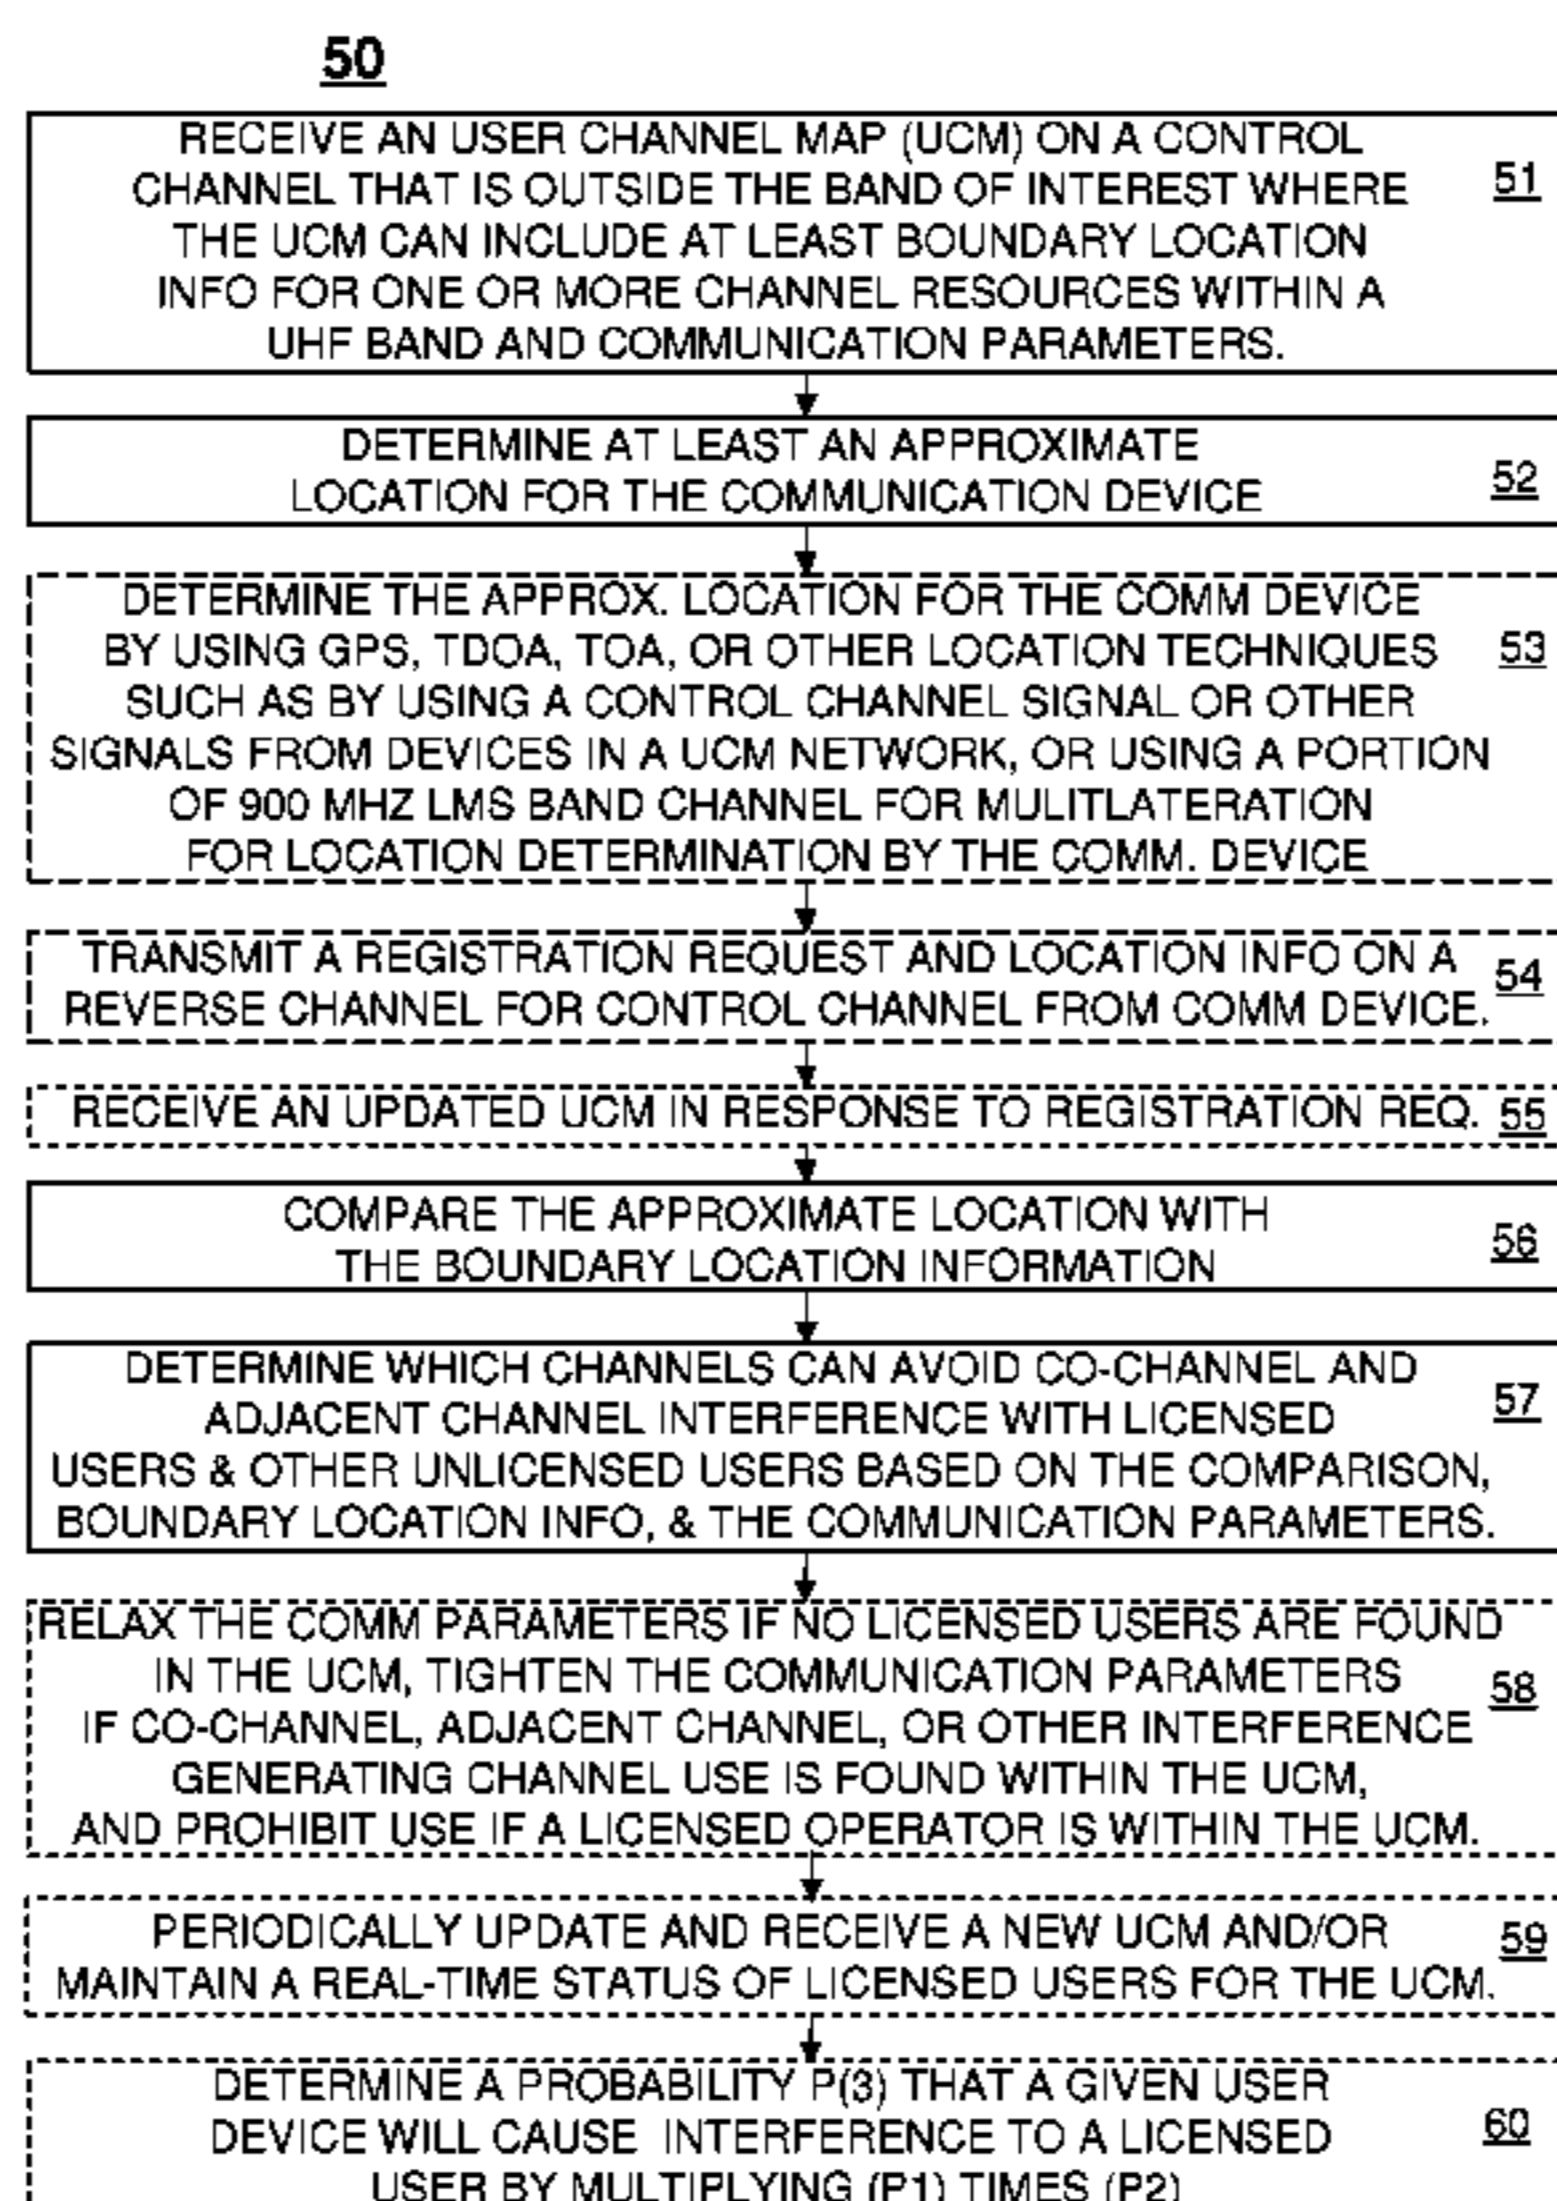 50
RECEIVE AN USER CHANNEL MAP (UCM) ON A CONTROL
CHANNEL THAT IS OUTSIDE THE BAND OF INTEREST WHERE
THE UCM CAN INCLUDE AT LEAST BOUNDARY LOCATION
INFO FOR ONE OR MORE CHANNEL RESOURCES WITHIN A
UHF BAND AND COMMUNICATION PARAMETERS.
51
DETERMINE AT LEAST AN APPROXIMATE
LOCATION FOR THE COMMUNICATION DEVICE
52
DETERMINE THE APPROX. LOCATION FOR THE COMM DEVICE
BY USING GPS, TDOA, TOA, OR OTHER LOCATION TECHNIQUES
SUCH AS BY USING A CONTROL CHANNEL SIGNAL OR OTHER
SIGNALS FROM DEVICES IN A UCM NETWORK, OR USING A PORTION
OF 900 MHZ LMS BAND CHANNEL FOR MULITLATERATION
FOR LOCATION DETERMINATION BY THE COMM. DEVICE
53
TRANSMIT A REGISTRATION REQUEST AND LOCATION INFO ON A
REVERSE CHANNEL FOR CONTROL CHANNEL FROM COMM DEVICE.
54
RECEIVE AN UPDATED UCM IN RESPONSE TO REGISTRATION REQ.
55
COMPARE THE APPROXIMATE LOCATION WITH
THE BOUNDARY LOCATION INFORMATION
56
DETERMINE WHICH CHANNELS CAN AVOID CO-CHANNEL AND
ADJACENT CHANNEL INTERFERENCE WITH LICENSED
USERS & OTHER UNLICENSED USERS BASED ON THE COMPARISON,
BOUNDARY LOCATION INFO, & THE COMMUNICATION PARAMETERS.
57
RELAX THE COMM PARAMETERS IF NO LICENSED USERS ARE FOUND
IN THE UCM, TIGHTEN THE COMMUNICATION PARAMETERS
IF CO-CHANNEL, ADJACENT CHANNEL, OR OTHER INTERFERENCE
GENERATING CHANNEL USE IS FOUND WITHIN THE UCM,
AND PROHIBIT USE IF A LICENSED OPERATOR IS WITHIN THE UCM.
58
PERIODICALLY UPDATE AND RECEIVE A NEW UCM AND/OR
MAINTAIN A REAL-TIME STATUS OF LICENSED USERS FOR THE UCM.
59
DETERMINE A PROBABILITY P(3) THAT A GIVEN USER
DEVICE WILL CAUSE INTERFERENCE TO A LICENSED
USER BY MULTIPLYING (P1) TIMES (P2)
60